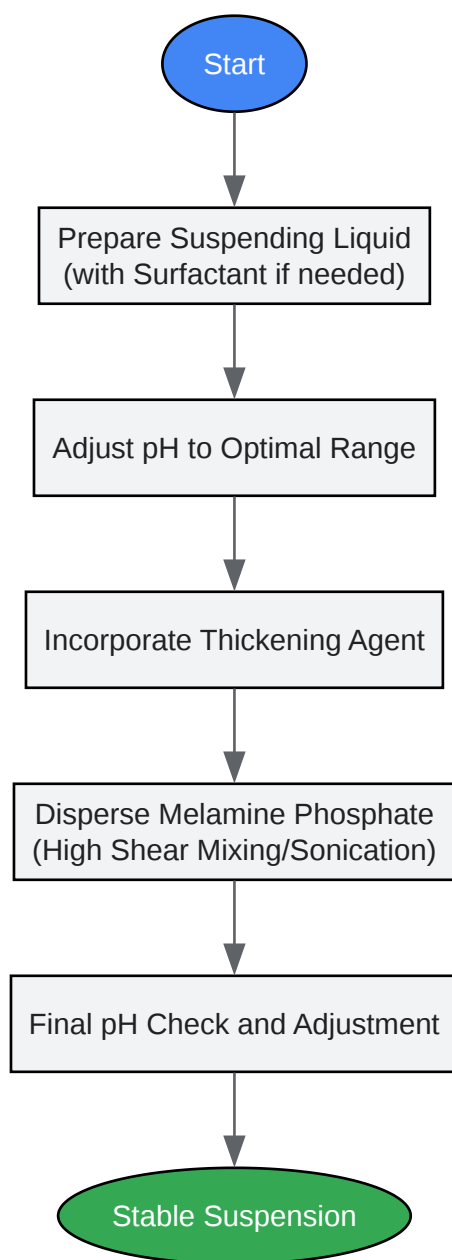 Start
Prepare Suspending Liquid
(with Surfactant if needed)
Adjust pH to Optimal Range
Incorporate Thickening Agent
Disperse Melamine Phosphate
(High Shear Mixing/Sonication)
Final pH Check and Adjustment
Stable Suspension